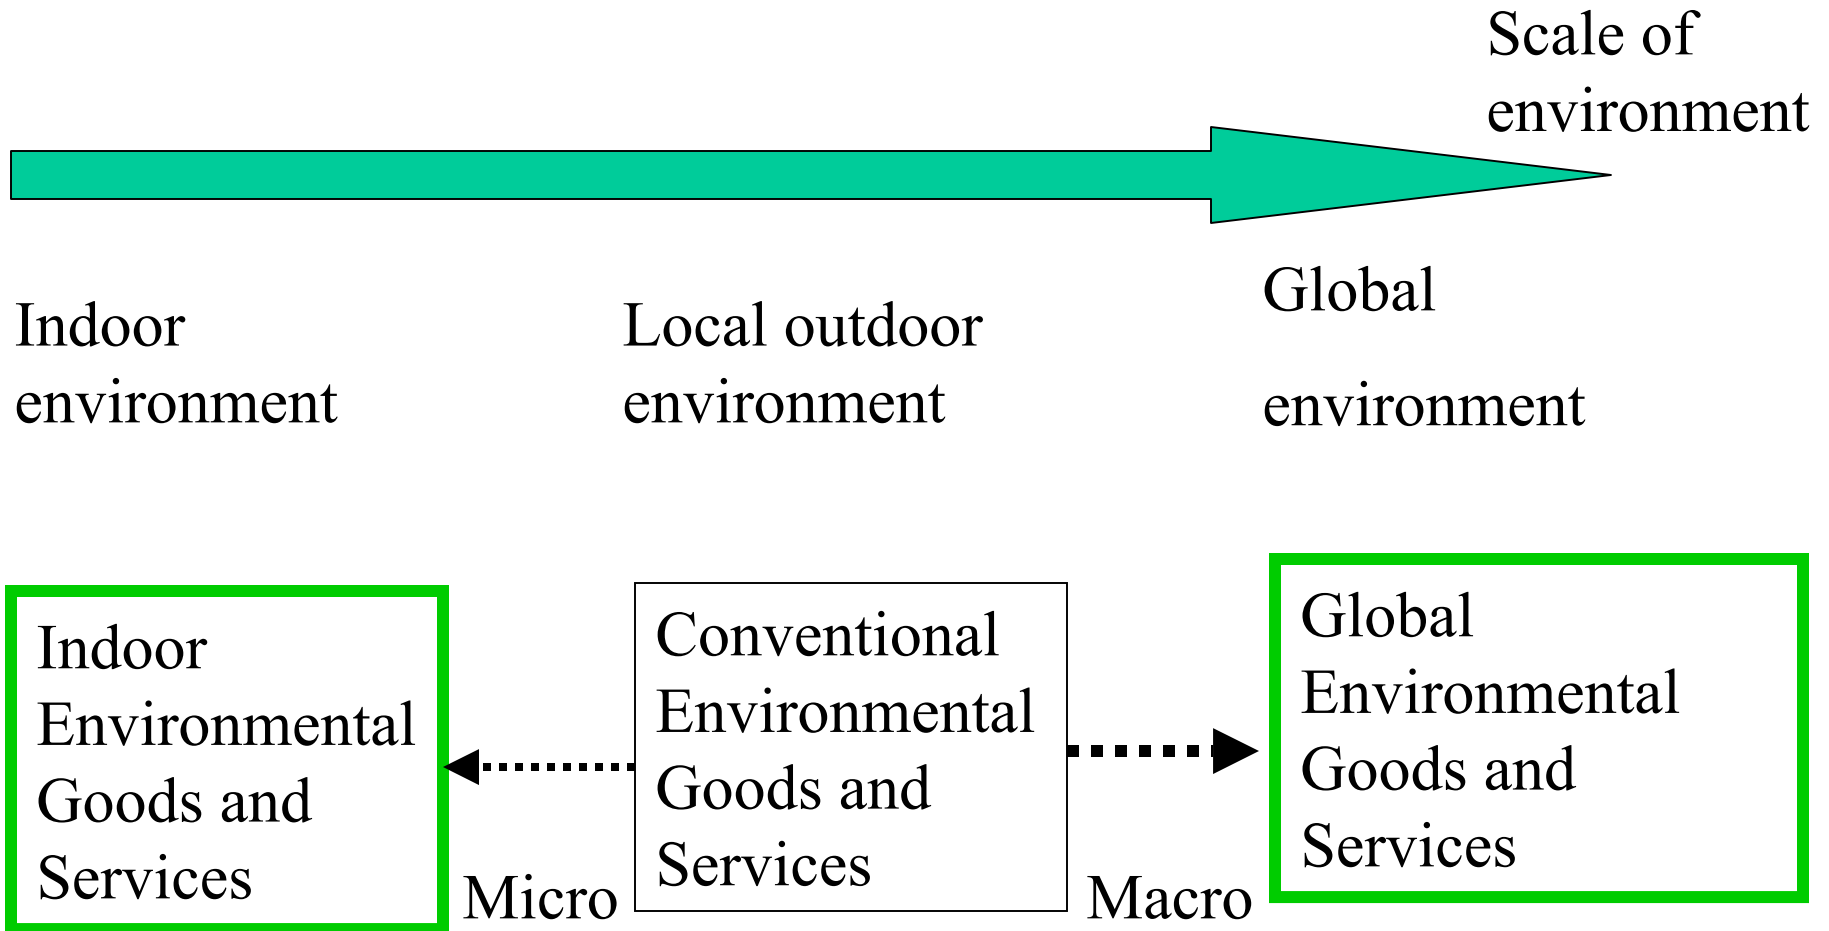 Scale of
environment
Indoor
environment
Local outdoor
environment
Global
environment
Indoor
Environmental
Goods and
Services
Micro
Conventional
Environmental
Goods and
Services
Macro
Global
Environmental
Goods and
Services